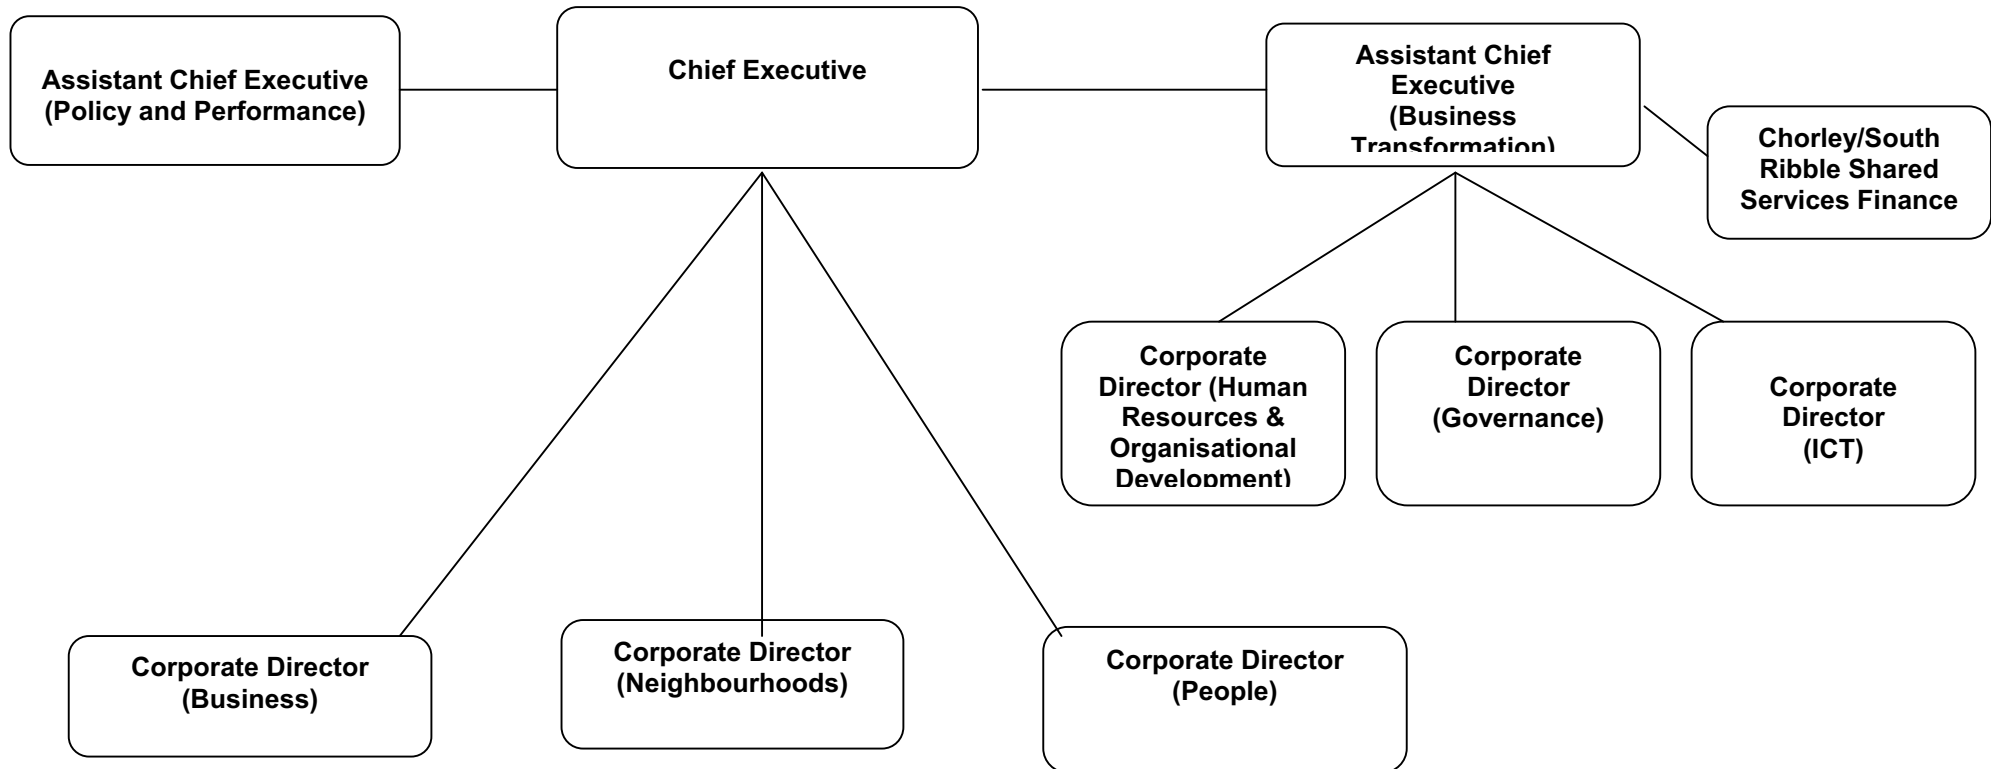 Assistant Chief Executive
(Policy and Performance)
Chief Executive
Assistant Chief
Executive
(Business
Transformation)
Chorley/South
Ribble Shared
Services Finance
Corporate
Director (Human
Resources &
Organisational
Development)
Corporate
Director
(Governance)
Corporate
Director
(ICT)
Corporate Director
(Business)
Corporate Director
(Neighbourhoods)
Corporate Director
(People)